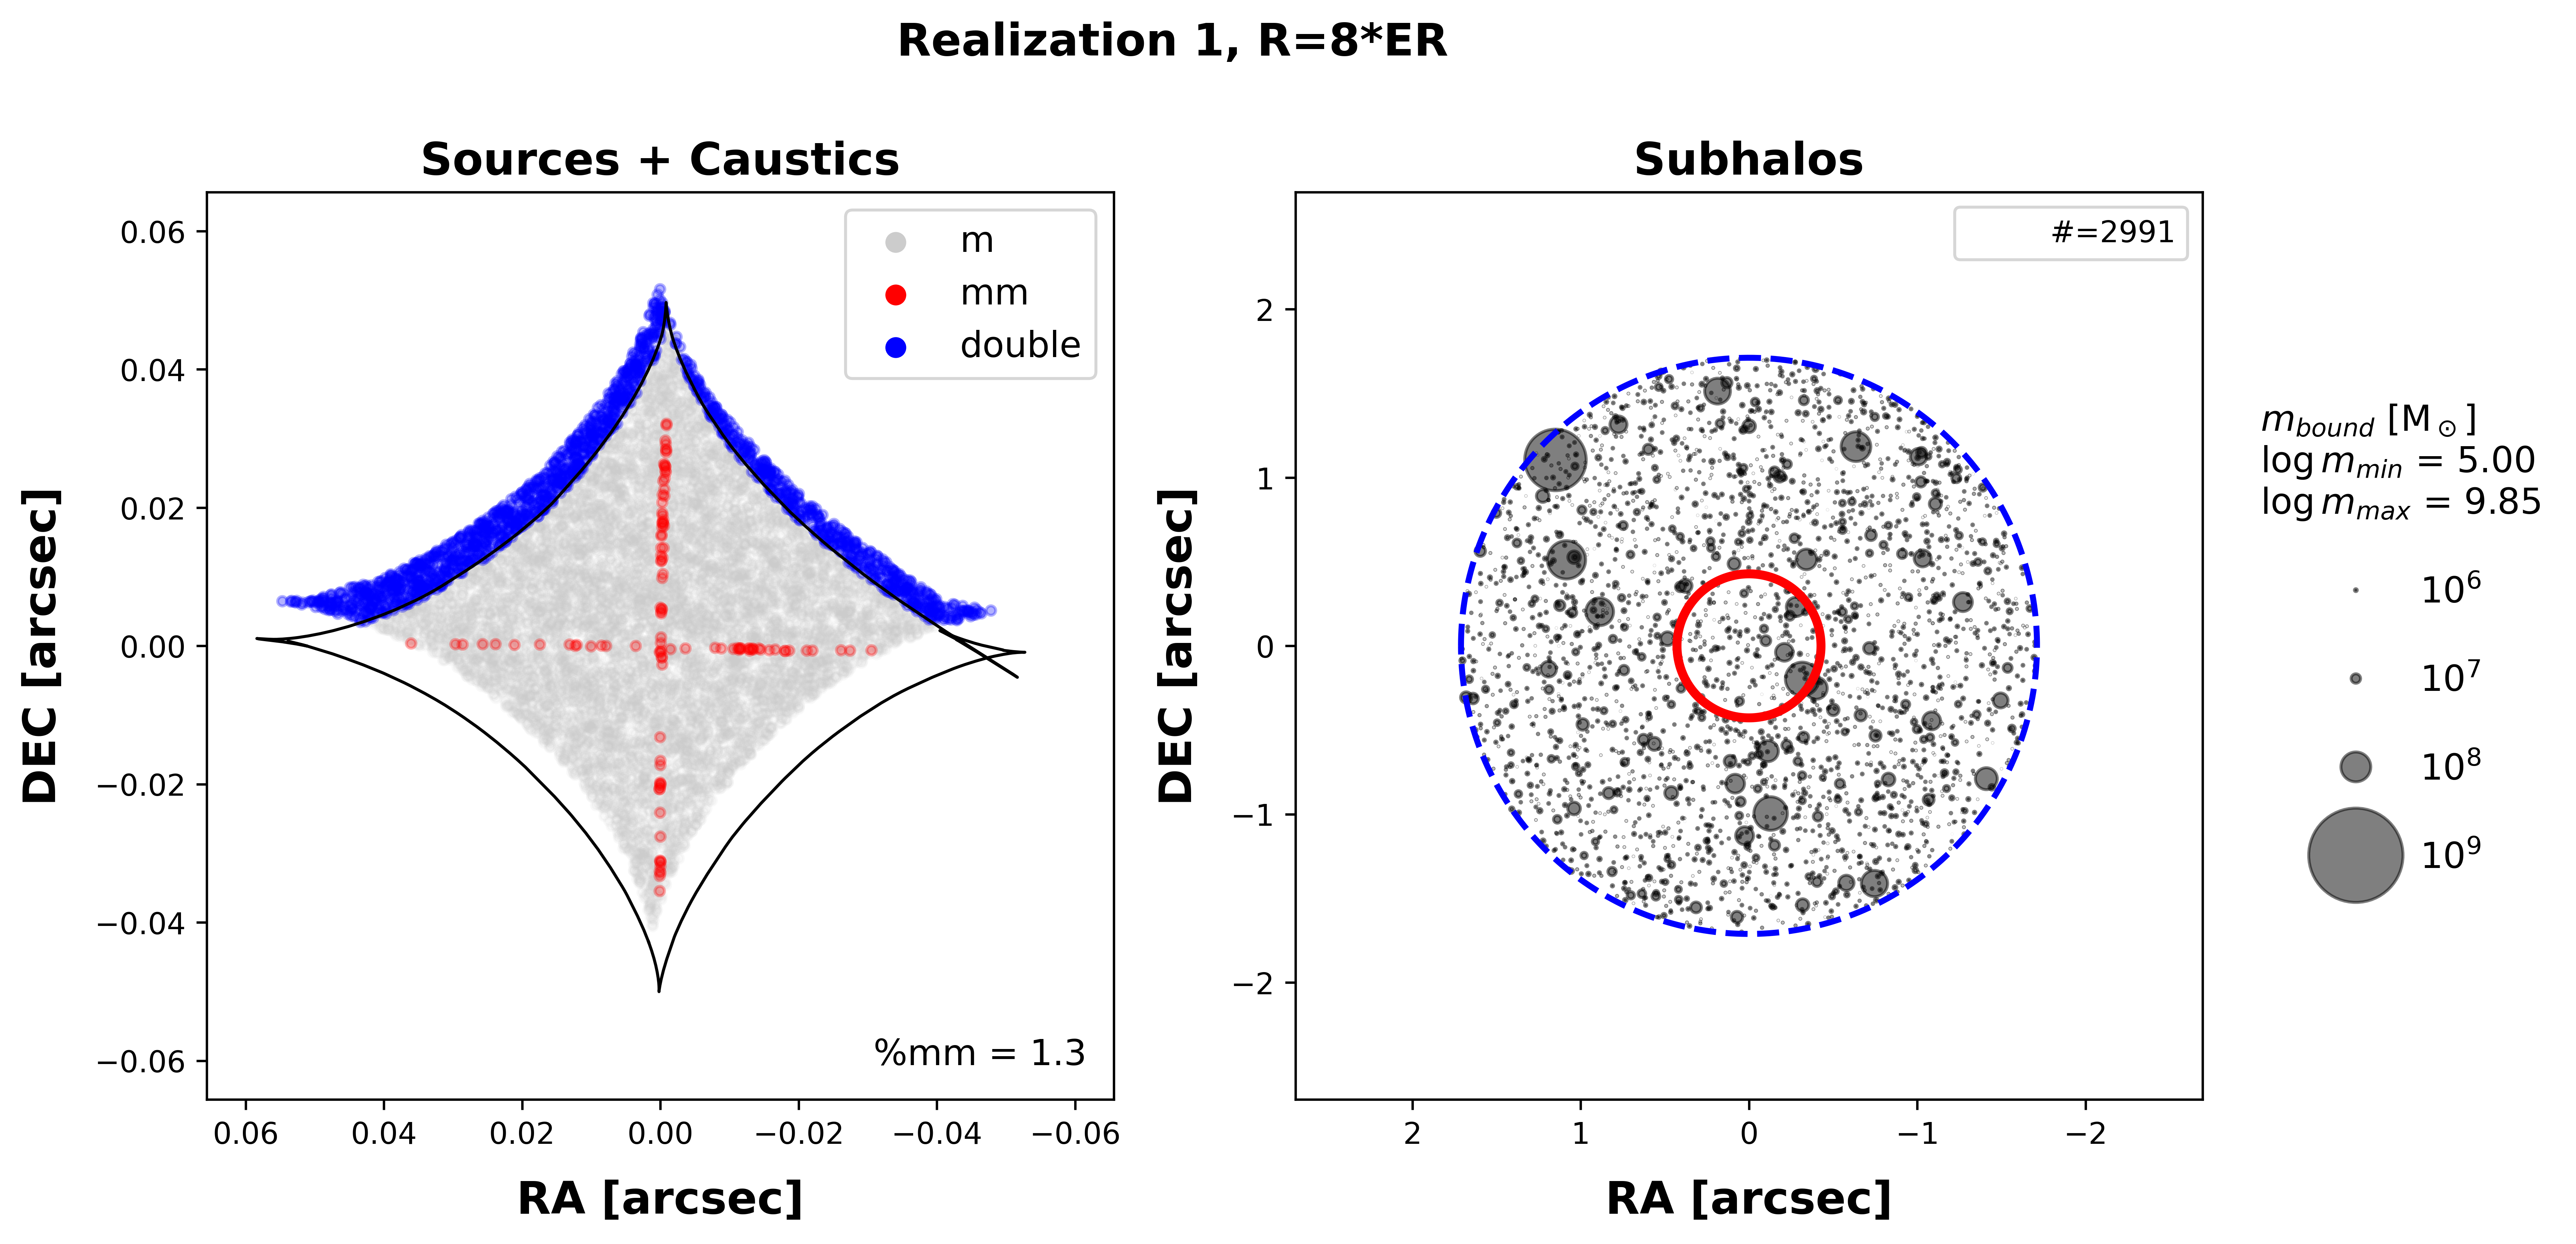 Realization 1, R=8*ER
Sources + Caustics
m
mm
double
%mm = 1.3
0.06
0.04
0.02
0.00
−0.02
−0.04
−0.06
DEC [arcsec]
0.06
0.04
0.02
0.00
−0.02
−0.04
−0.06
RA [arcsec]
Subhalos
#=2991
2
1
0
−1
−2
DEC [arcsec]
2
1
0
−1
−2
RA [arcsec]
m_bound [M_⊙]
log m_min = 5.00
log m_max = 9.85
10^6
10^7
10^8
10^9